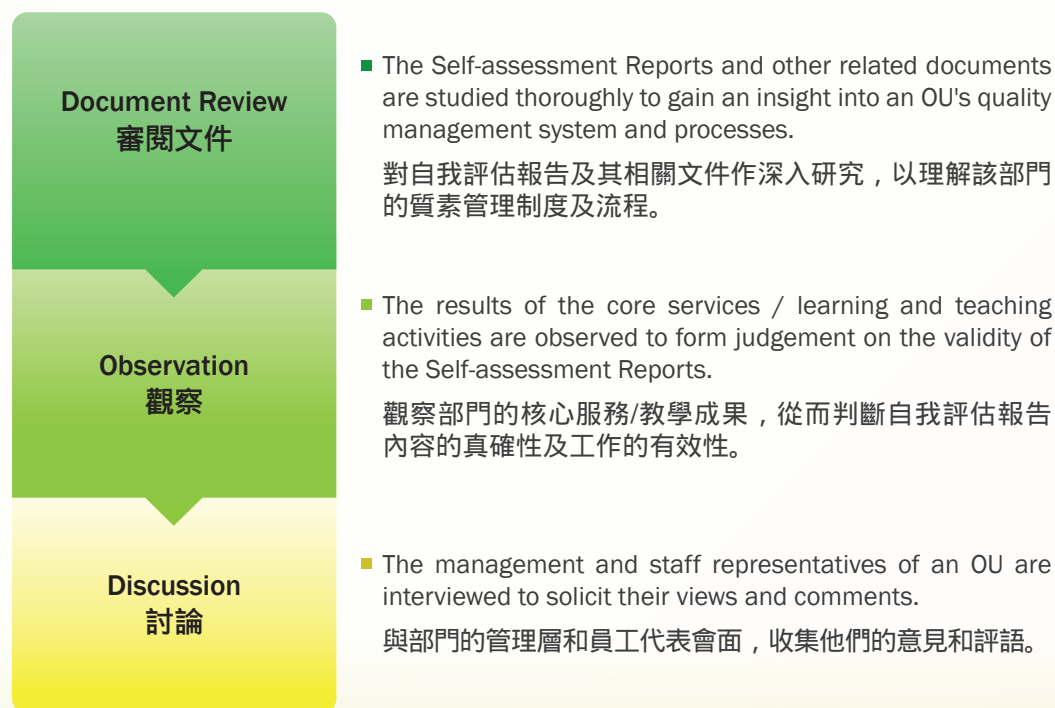 Document Review
審閱文件
The Self-assessment Reports and other related documents
are studied thoroughly to gain an insight into an OU's quality
management system and processes.
對自我評估報告及其相關文件作深入研究，以理解該部門
的質素管理制度及流程。
Observation
觀察
The results of the core services / learning and teaching
activities are observed to form judgement on the validity of
the Self-assessment Reports.
觀察部門的核心服務/教學成果，從而判斷自我評估報告
內容的真確性及工作的有效性。
Discussion
討論
The management and staff representatives of an OU are
interviewed to solicit their views and comments.
與部門的管理層和員工代表會面，收集他們的意見和評語。